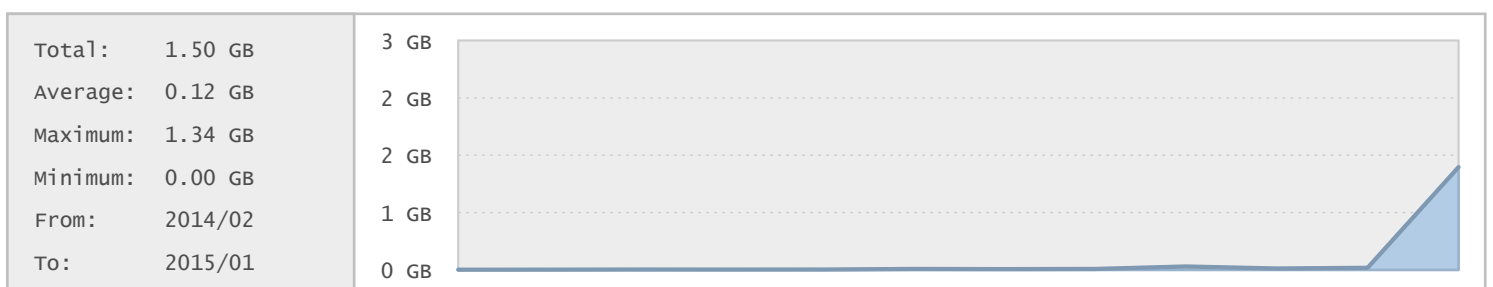 Total: 1.50 GB
Average: 0.12 GB
Maximum: 1.34 GB
Minimum: 0.00 GB
From: 2014/02
To: 2015/01
3 GB
2 GB
2 GB
1 GB
0 GB